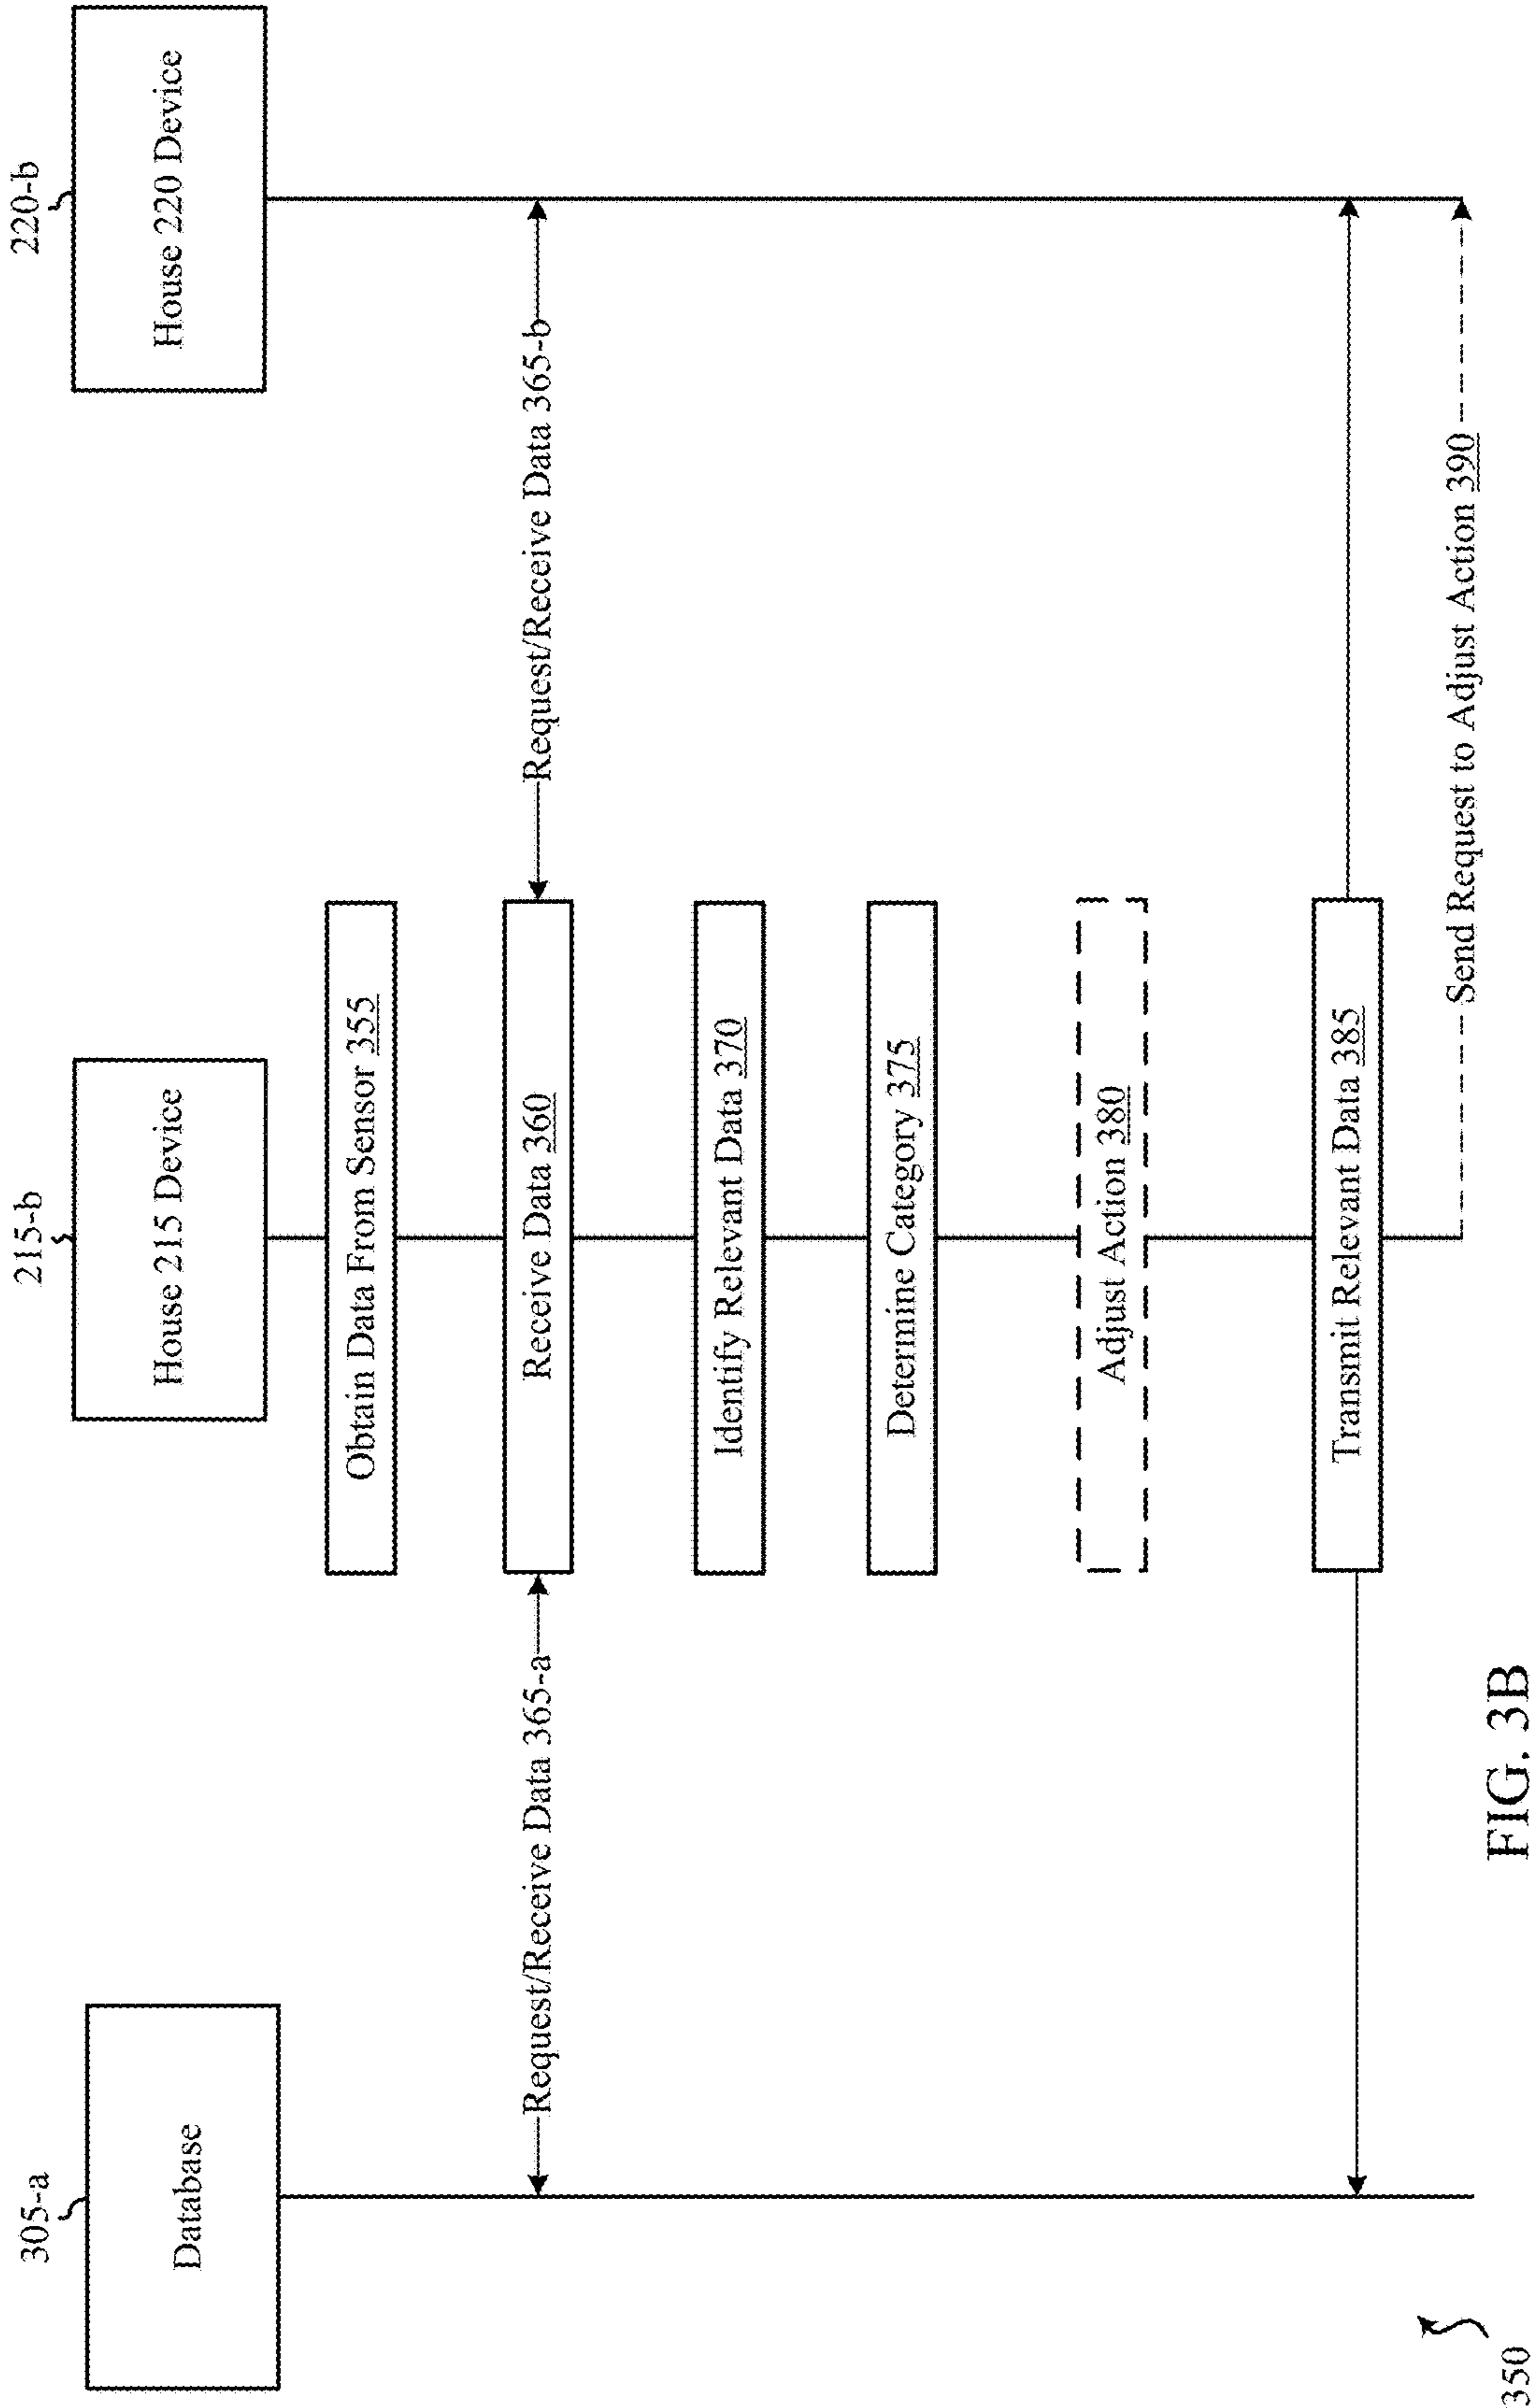 305-a
215-b
220-b
Database
House 215 Device
House 220 Device
Obtain Data From Sensor 355
Request/Receive Data 365-a
Receive Data 360
Request/Receive Data 365-b
Identify Relevant Data 370
Determine Category 375
Adjust Action 380
Transmit Relevant Data 385
Send Request to Adjust Action 390
350
FIG. 3B